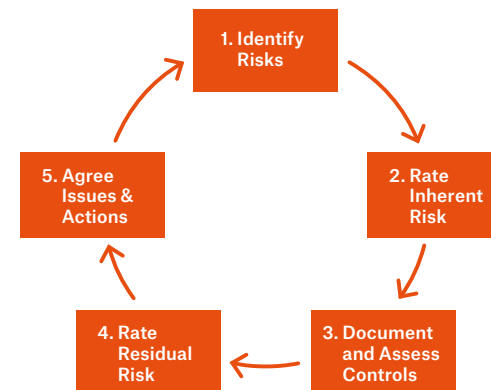 1. Identify
Risks
2. Rate
Inherent
Risk
3. Document
and Assess
Controls
4. Rate
Residual
Risk
5. Agree
Issues &
Actions